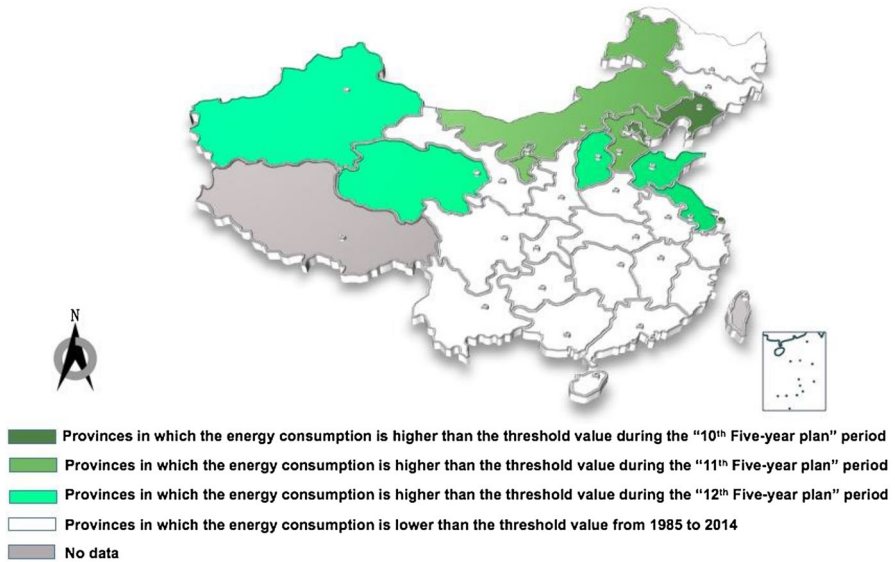 N
Provinces in which the energy consumption is higher than the threshold value during the “10th Five-year plan” period
Provinces in which the energy consumption is higher than the threshold value during the “11th Five-year plan” period
Provinces in which the energy consumption is higher than the threshold value during the “12th Five-year plan” period
Provinces in which the energy consumption is lower than the threshold value from 1985 to 2014
No data